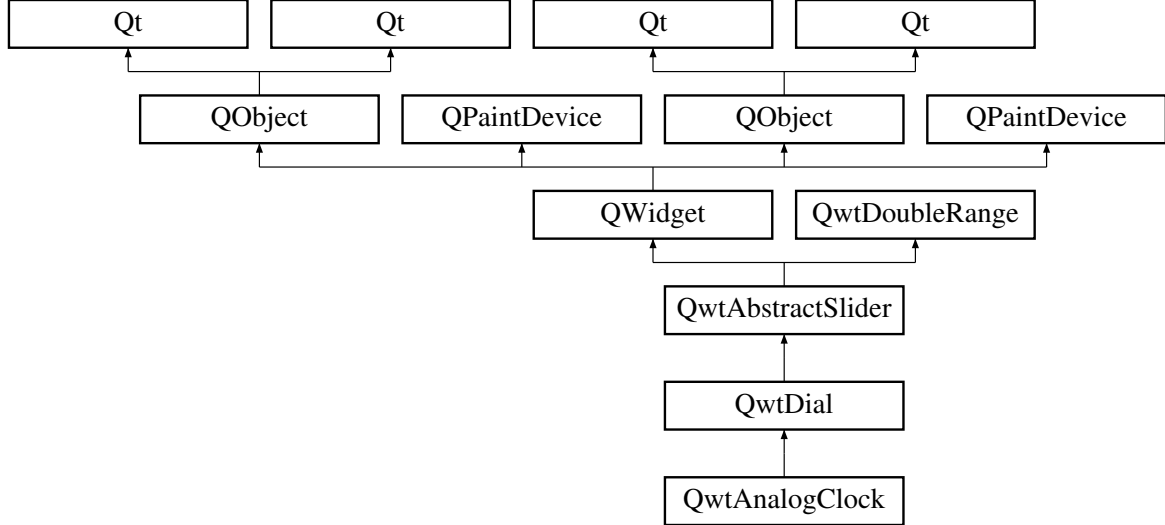 Qt Qt Qt Qt
QObject QPaintDevice QObject QPaintDevice
QWidget QwtDoubleRange
QwtAbstractSlider
QwtDial
QwtAnalogClock